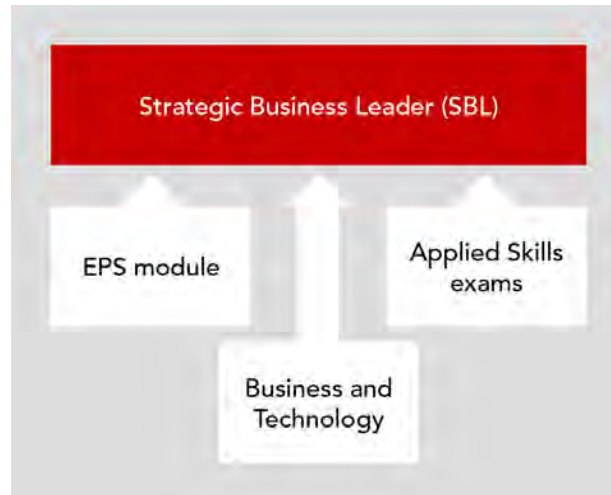 Strategic Business Leader (SBL)
EPS module
Applied Skills
exams
Business and
Technology